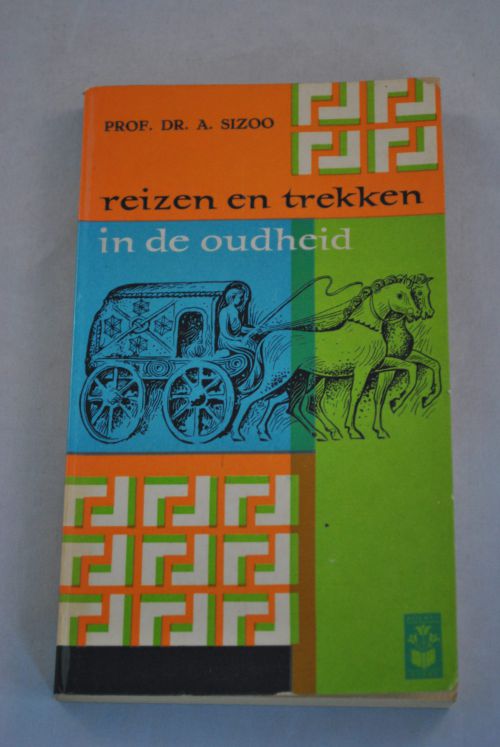 PROF. DR. A. SIZOO
reizen en trekken
in de oudheid